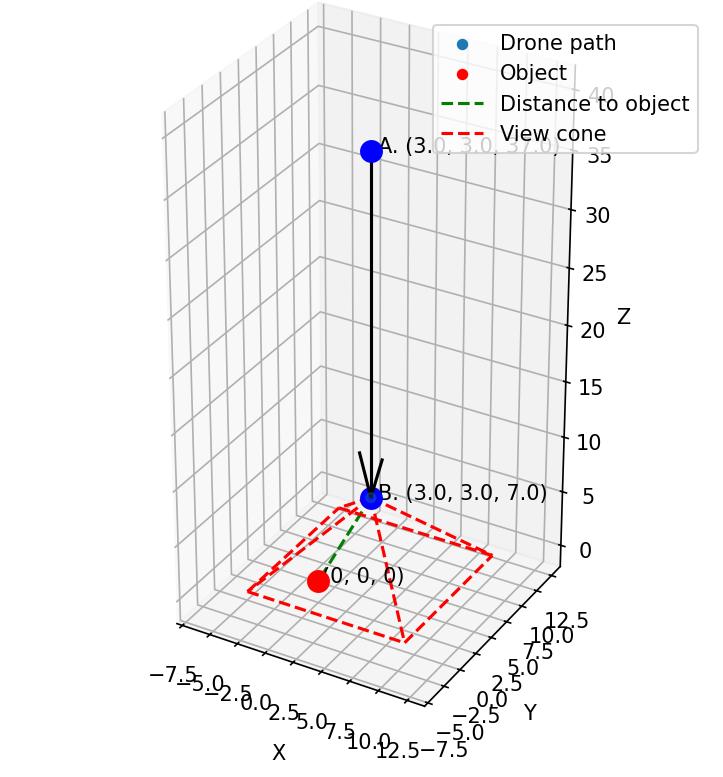 Drone path
Object
Distance to object
View cone
A. (3.0, 3.0, 37.0)
B. (3.0, 3.0, 7.0)
(0, 0, 0)
40
35
30
25
20
15
10
5
0
Z
−7.5
−5.0
−2.5
0.0
2.5
5.0
7.5
10.0
12.5
X
−7.5
−5.0
−2.5
0.0
2.5
5.0
7.5
10.0
12.5
Y